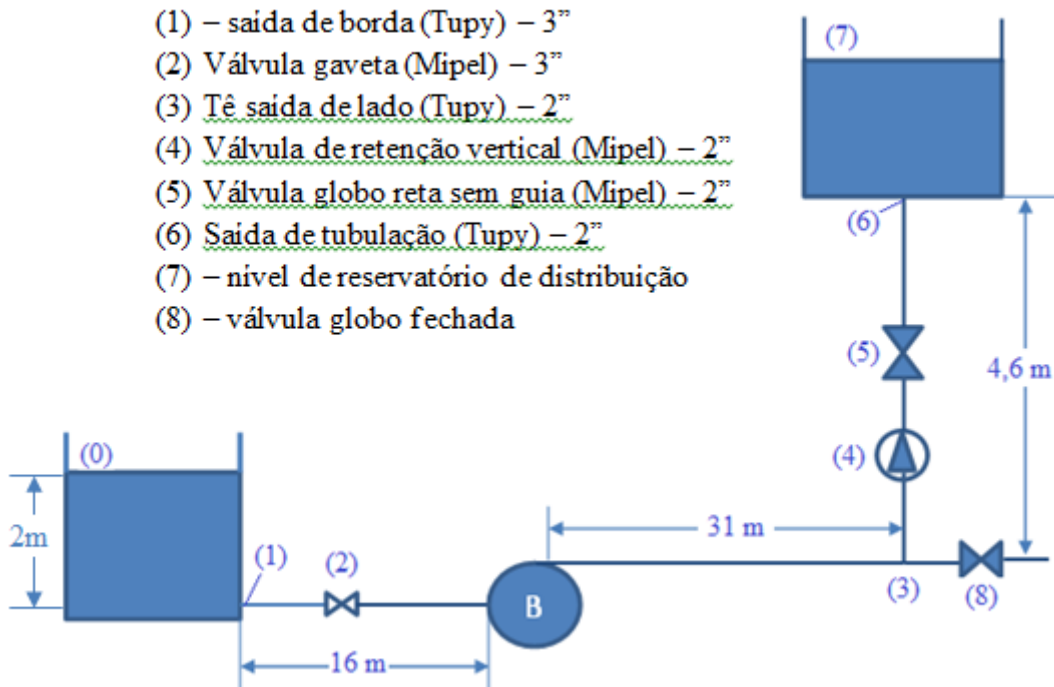 (1) – saída de borda (Tupy) – 3”
(2) Válvula gaveta (Mipel) – 3”
(3) Tê saída de lado (Tupy) – 2”
(4) Válvula de retenção vertical (Mipel) – 2”
(5) Válvula globo reta sem guia (Mipel) – 2”
(6) Saída de tubulação (Tupy) – 2”
(7) – nível de reservatório de distribuição
(8) – válvula globo fechada
(7)
(6)
(5)
4,6 m
(4)
(0)
2m
(1)
(2)
31 m
B
(3)
(8)
16 m